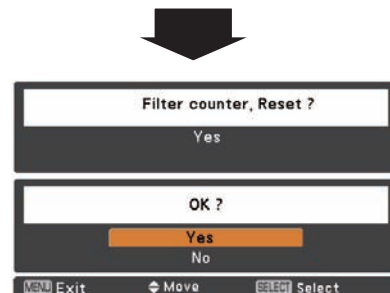 Filter counter, Reset ?
Yes
OK ?
Yes
No
MENU Exit Move SELECT Select